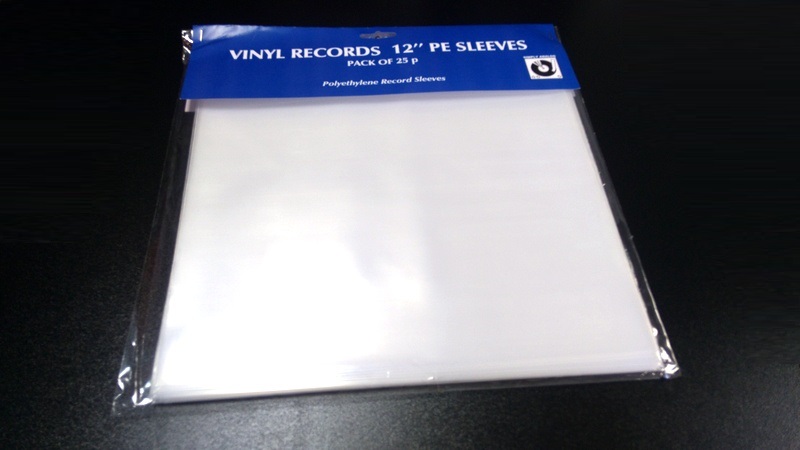 VINYL RECORDS 12" PE SLEEVES
PACK OF 25 p
Polyethylene Record Sleeves